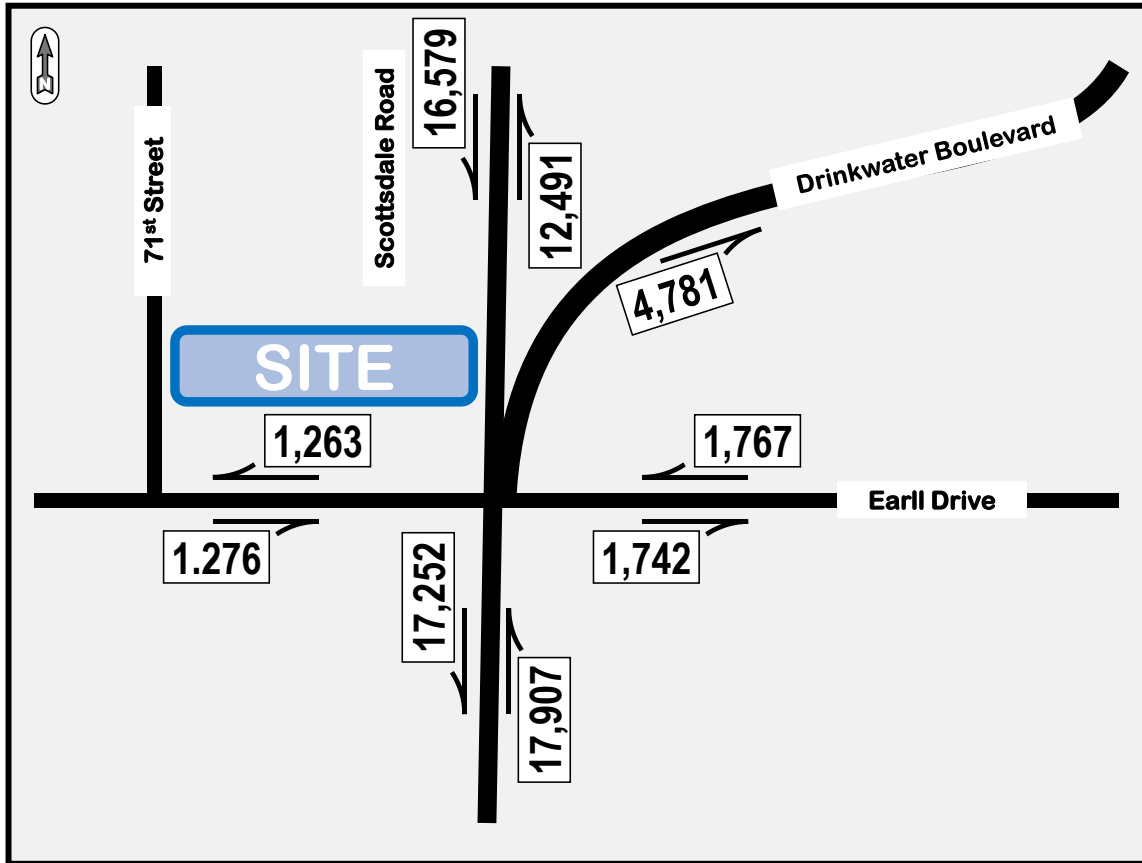 N
71st Street
Scottsdale Road
16,579
12,491
Drinkwater Boulevard
4,781
SITE
1,263
1,767
Earll Drive
1.276
1,742
17,252
17,907